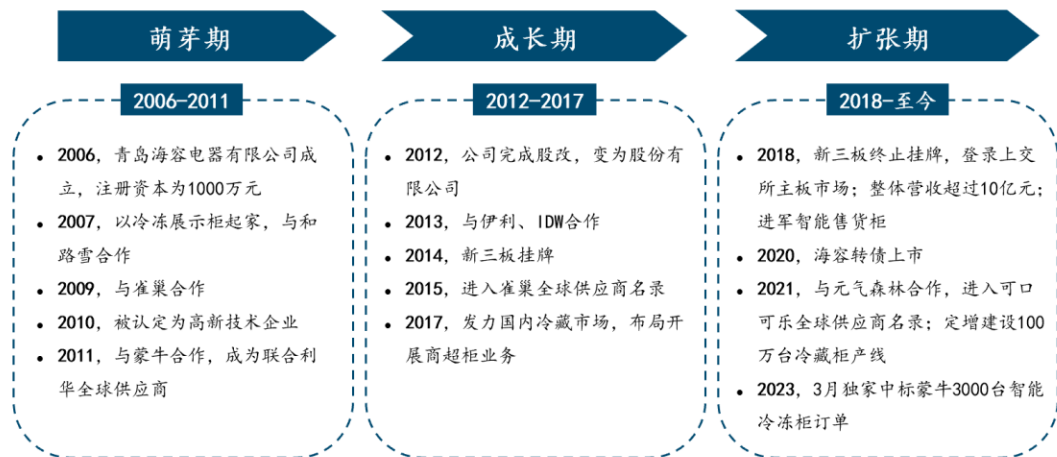 萌芽期
2006-2011
• 2006，青岛海容电器有限公司成
立，注册资本为1000万元
• 2007，以冷冻展示柜起家，与和
路雪合作
• 2009，与雀巢合作
• 2010，被认定为高新技术企业
• 2011，与蒙牛合作，成为联合利
华全球供应商
成长期
2012-2017
• 2012，公司完成股改，变为股份有
限公司
• 2013，与伊利、IDW合作
• 2014，新三板挂牌
• 2015，进入雀巢全球供应商名录
• 2017，发力国内冷藏市场，布局开
展商超柜业务
扩张期
2018-至今
• 2018，新三板终止挂牌，登录上交
所主板市场；整体营收超过10亿元；
进军智能售货柜
• 2020，海容转债上市
• 2021，与元气森林合作，进入可口
可乐全球供应商名录；定增建设100
万台冷藏柜产线
• 2023，3月独家中标蒙牛3000台智能
冷冻柜订单